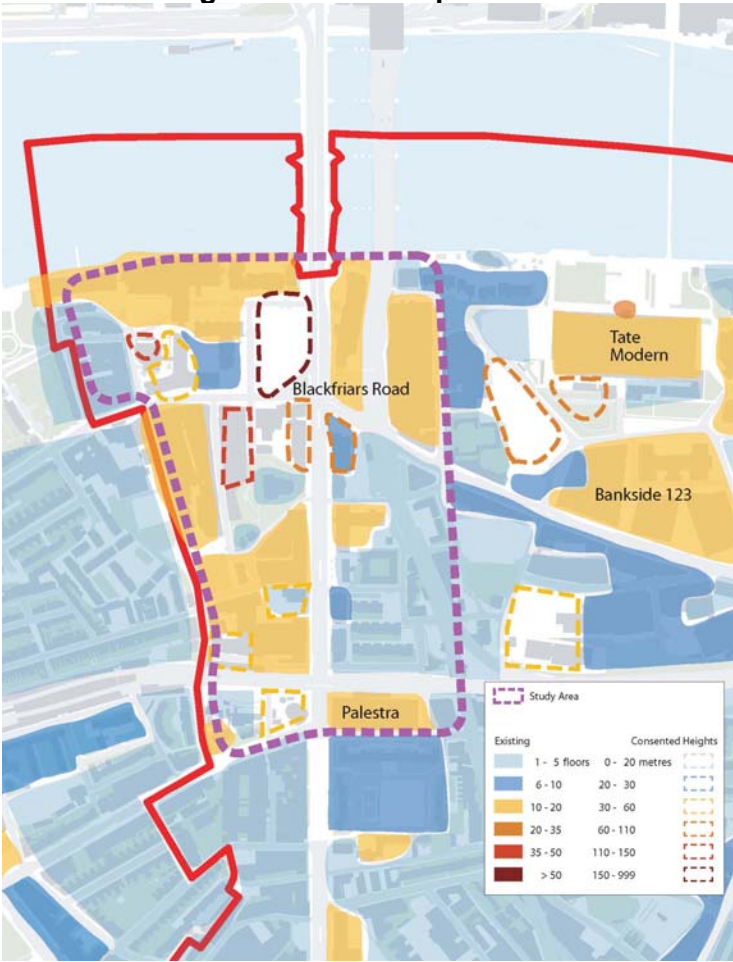 Tate
Modern
Blackfriars Road
Bankside 123
Palestra
Study Area
Existing Consented Heights
1 - 5 floors 0 - 20 metres
6 - 10 20 - 30
10 - 20 30 - 60
20 - 35 60 - 110
35 - 50 110 - 150
> 50 150 - 999